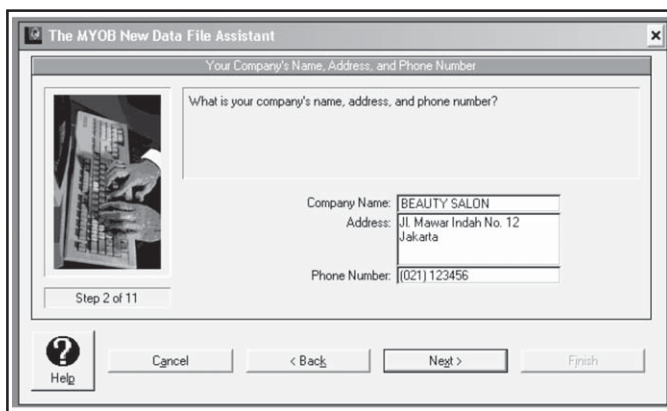 The MYOB New Data File Assistant
Your Company's Name, Address, and Phone Number
What is your company's name, address, and phone number?
Company Name: BEAUTY SALON
Address: Jl. Mawar Indah No. 12
Jakarta
Phone Number: (021) 123456
Step 2 of 11
Help
Cancel
< Back
Next >
Finish